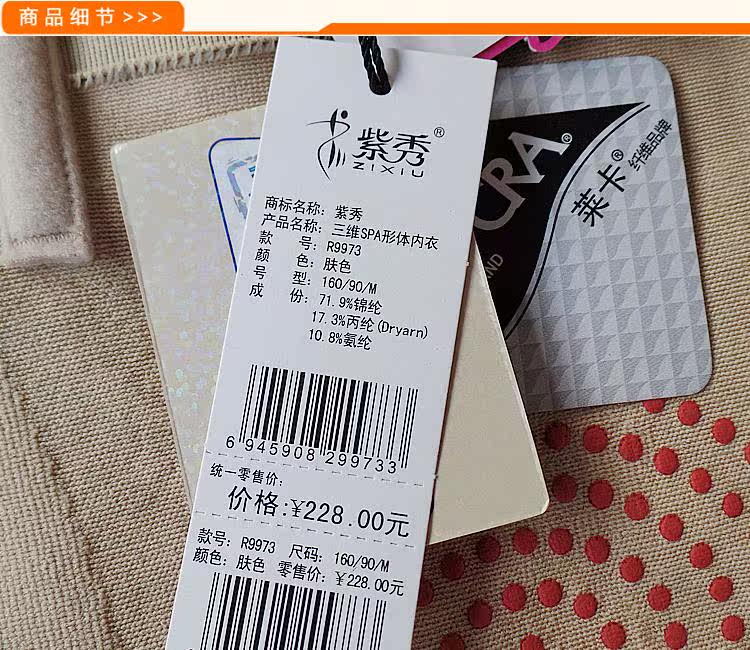 商品细节 >>>
紫秀®
ZIXIU
商标名称: 紫秀
产品名称: 三维SPA形体内衣
款 号: R9973
颜 色: 肤色
号 型: 160/90/M
成 份: 71.9%锦纶
17.3%丙纶(Dryarn)
10.8%氨纶
6 945908 299733
统一零售价:
价格:¥228.00元
款号: R9973 尺码: 160/90/M
颜色: 肤色 零售价: ¥228.00元
CRA®
莱卡®
纤维品牌